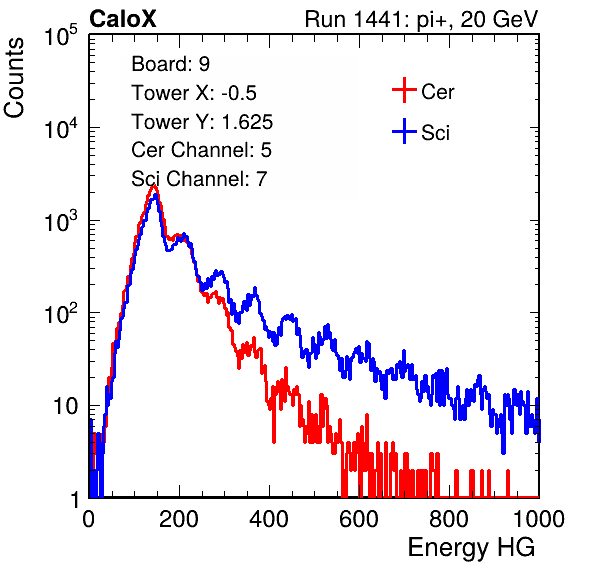 CaloX Run 1441: pi+, 20 GeV
Counts
10^5
10^4
10^3
10^2
10
1
Board: 9
Tower X: -0.5
Tower Y: 1.625
Cer Channel: 5
Sci Channel: 7
Cer
Sci
0 200 400 600 800 1000
Energy HG